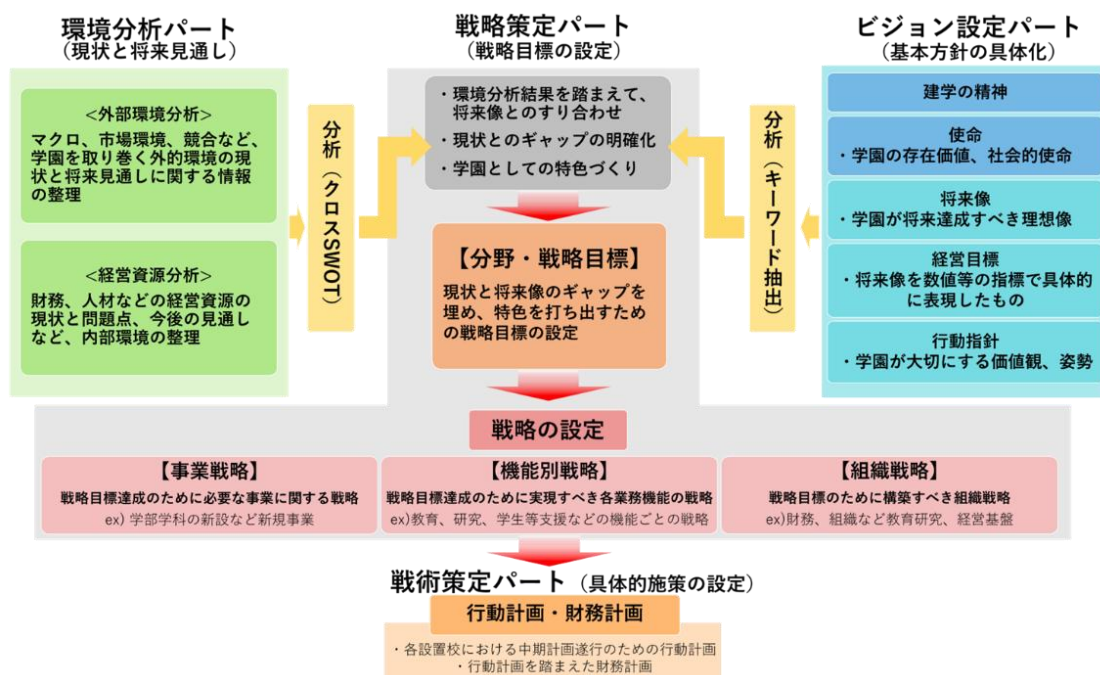 環境分析パート
(現状と将来見通し)
<外部環境分析>
マクロ、市場環境、競合など、
学園を取り巻く外的環境の現
状と将来見通しに関する情報
の整理
<経営資源分析>
財務、人材などの経営資源の
現状と問題点、今後の見通し
など、内部環境の整理
分析(クロスSWOT)
戦略策定パート
(戦略目標の設定)
・環境分析結果を踏まえて、
将来像とのすり合わせ
・現状とのギャップの明確化
・学園としての特色づくり
【分野・戦略目標】
現状と将来像のギャップを
埋め、特色を打ち出すため
の戦略目標の設定
分析(キーワード抽出)
ビジョン設定パート
(基本方針の具体化)
建学の精神
使命
・学園の存在価値、社会的使命
将来像
・学園が将来達成すべき理想像
経営目標
・将来像を数値等の指標で具体的
に表現したもの
行動指針
・学園が大切にする価値観、姿勢
戦略の設定
【事業戦略】
戦略目標達成のために必要な事業に関する戦略
ex) 学部学科の新設など新規事業
【機能別戦略】
戦略目標達成のために実現すべき各業務機能の戦略
ex)教育、研究、学生等支援などの機能ごとの戦略
【組織戦略】
戦略目標のために構築すべき組織戦略
ex)財務、組織など教育研究、経営基盤
戦術策定パート(具体的施策の設定)
行動計画・財務計画
・各設置校における中期計画遂行のための行動計画
・行動計画を踏まえた財務計画